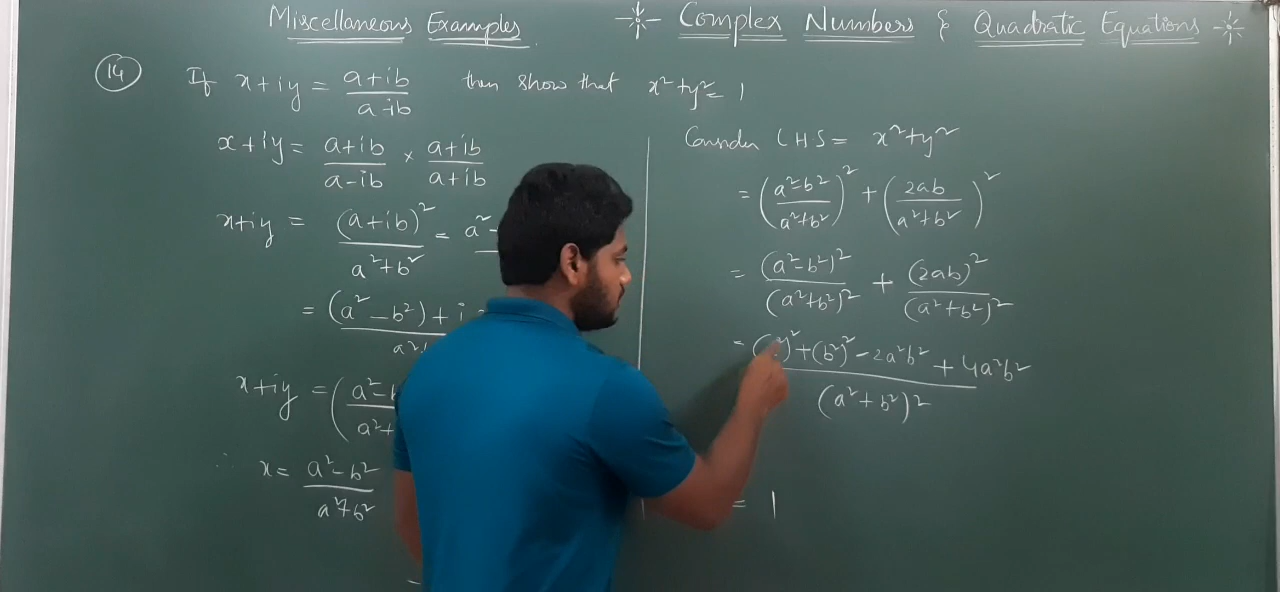 Miscellaneous Examples
Complex Numbers & Quadratic Equations
(14) If x+iy = (a+ib)/(a-ib) then show that x²+y² = 1
x+iy = (a+ib)/(a-ib) × (a+ib)/(a+ib)
x+iy = (a+ib)²/(a²+b²) = a²-
= (a²-b²)+i
x+iy = (a²-b
a²+
∴ x = (a²-b²)/(a²+b²)
Consider LHS = x²+y²
= ((a²-b²)/(a²+b²))² + (2ab/(a²+b²))²
= (a²-b²)²/(a²+b²)² + (2ab)²/(a²+b²)²
= ( )²+(b²)²-2a²b² + 4a²b²
(a²+b²)²
= 1